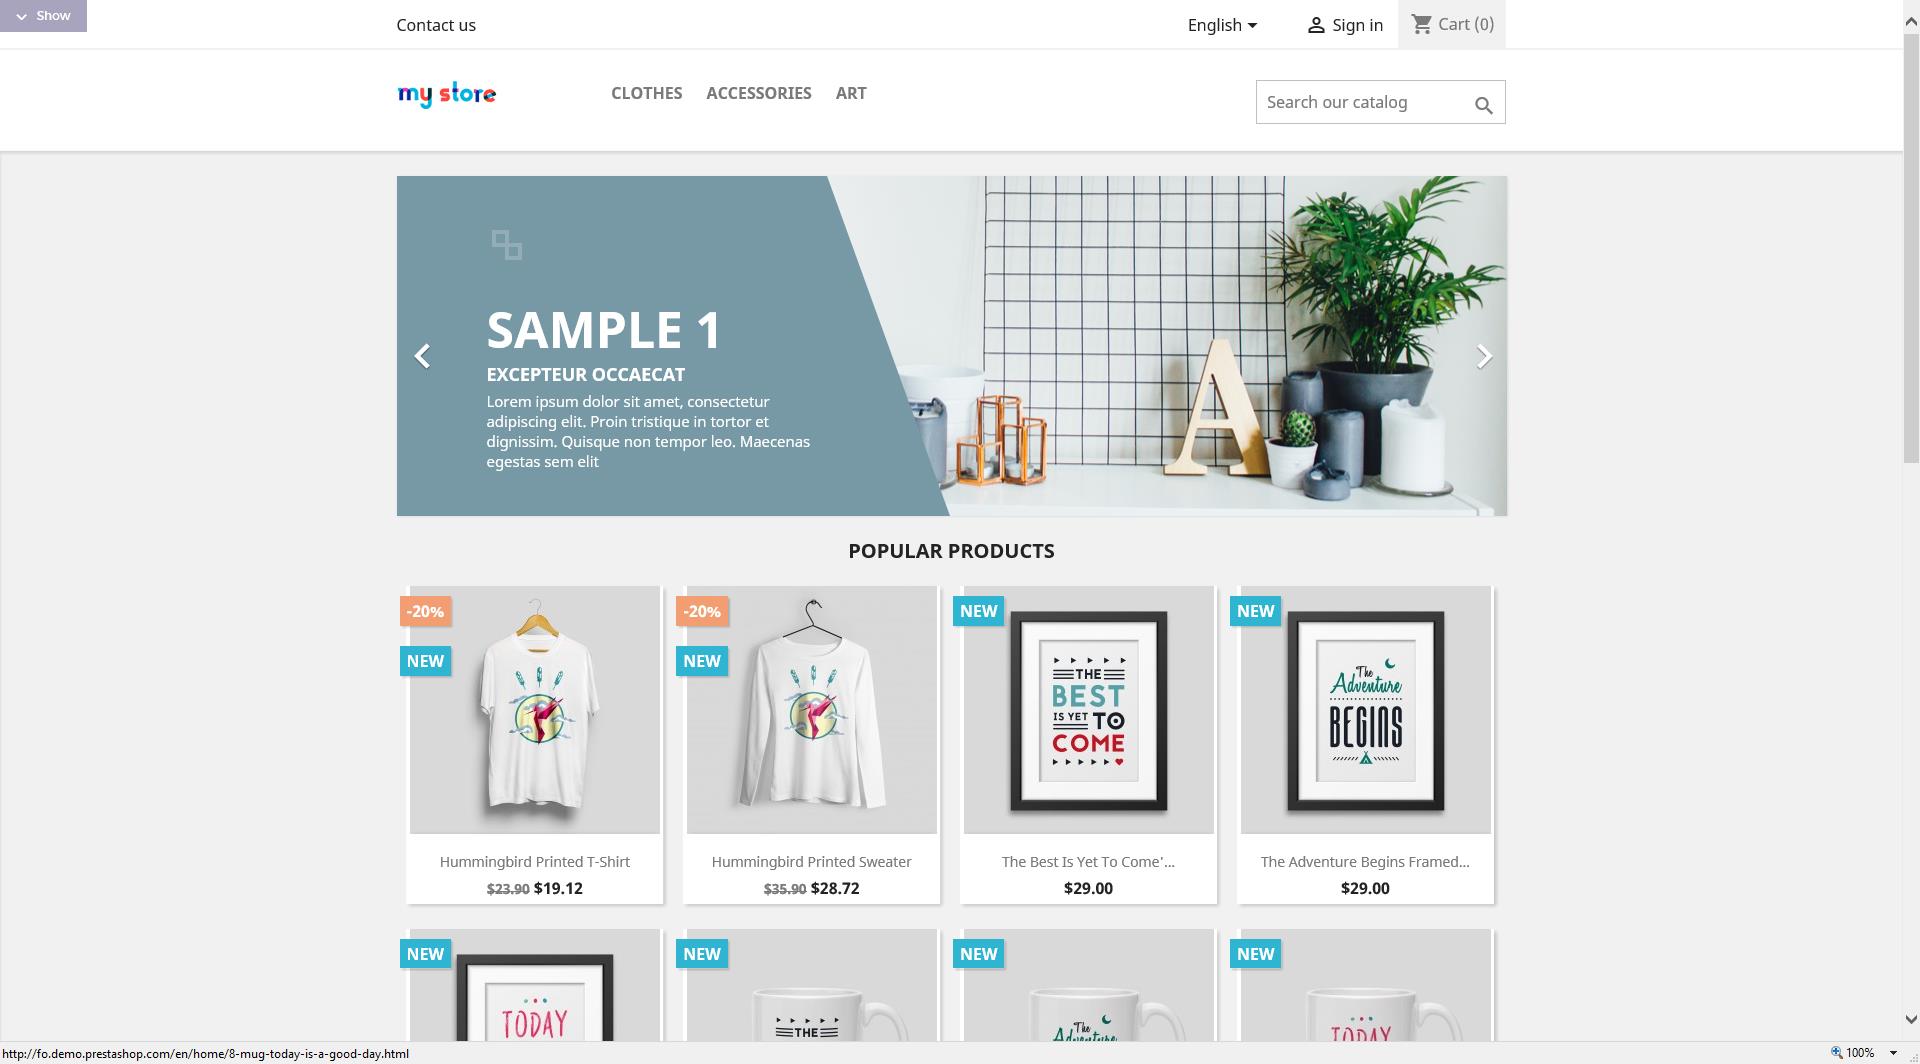 Show
Contact us
English
Sign in
Cart (0)
my store
CLOTHES
ACCESSORIES
ART
Search our catalog
SAMPLE 1
EXCEPTEUR OCCAECAT
Lorem ipsum dolor sit amet, consectetur
adipiscing elit. Proin tristique in tortor et
dignissim. Quisque non tempor leo. Maecenas
egestas sem elit
A
POPULAR PRODUCTS
-20%
NEW
Hummingbird Printed T-Shirt
$23.90 $19.12
-20%
NEW
Hummingbird Printed Sweater
$35.90 $28.72
NEW
THE
BEST
IS YET TO
COME
The Best Is Yet To Come'...
$29.00
NEW
The
Adventure
BEGINS
The Adventure Begins Framed...
$29.00
NEW
TODAY
NEW
THE
NEW
The
Adventure
NEW
TODAY
http://fo.demo.prestashop.com/en/home/8-mug-today-is-a-good-day.html
100%